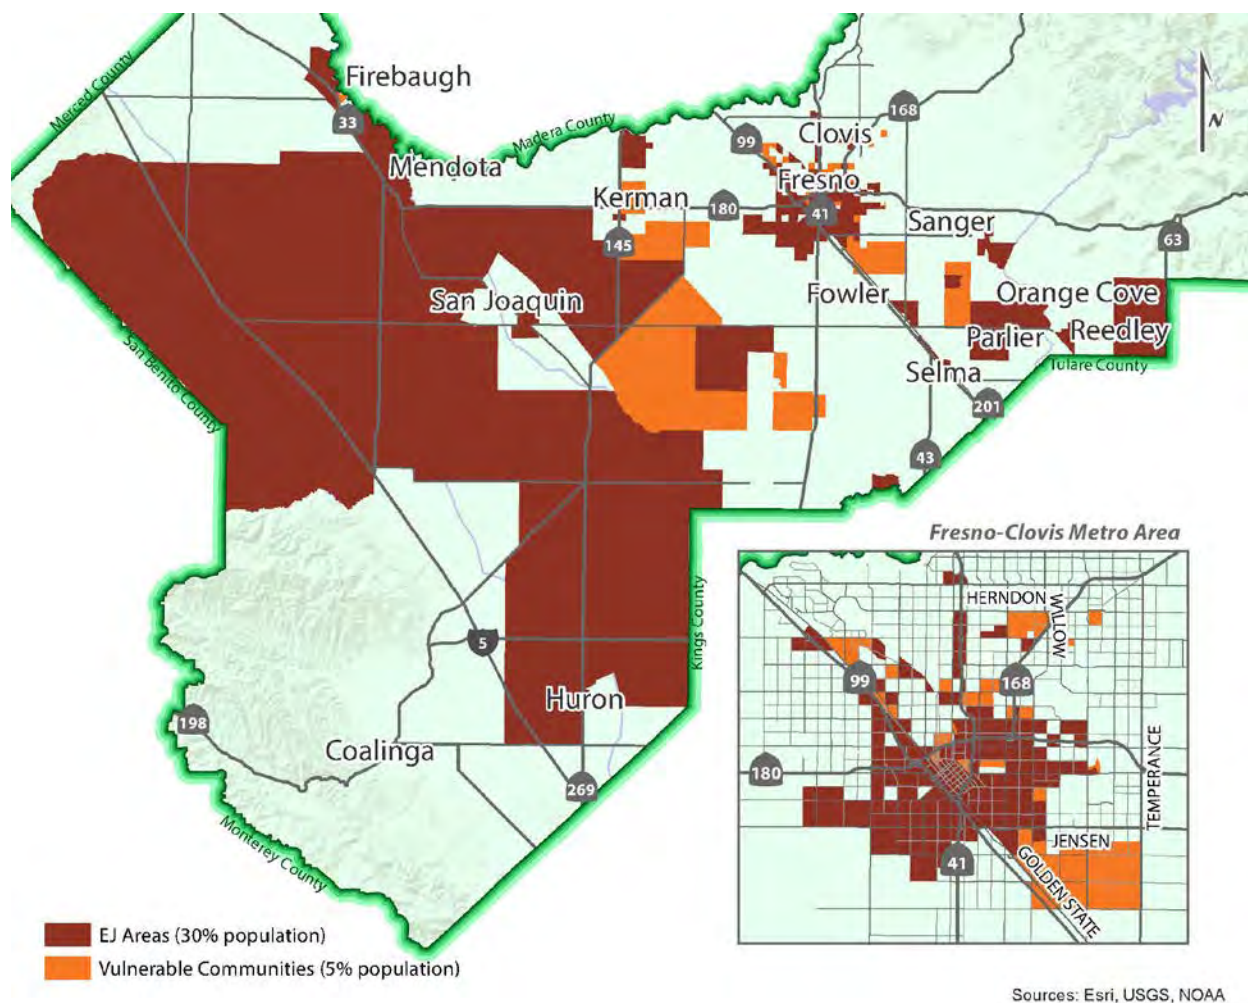 Merced County
Firebaugh
33
Madera County
168
99
Clovis
N
Mendota
Kerman
180
Fresno
41
Sanger
145
63
San Joaquin
Fowler
Orange Cove
Parlier
Reedley
San Benito County
Selma
Tulare County
201
43
Fresno-Clovis Metro Area
HERNDON
WILLOW
99
168
180
TEMPERANCE
JENSEN
41
GOLDEN STATE
Kings County
5
Huron
198
Coalinga
269
Monterey County
EJ Areas (30% population)
Vulnerable Communities (5% population)
Sources: Esri, USGS, NOAA